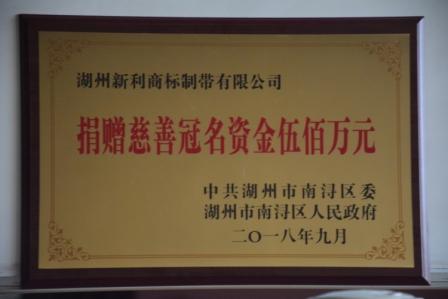 湖州新利商标制带有限公司
捐赠慈善冠名资金伍佰万元
中共湖州市南浔区委
湖州市南浔区人民政府
二〇一八年九月